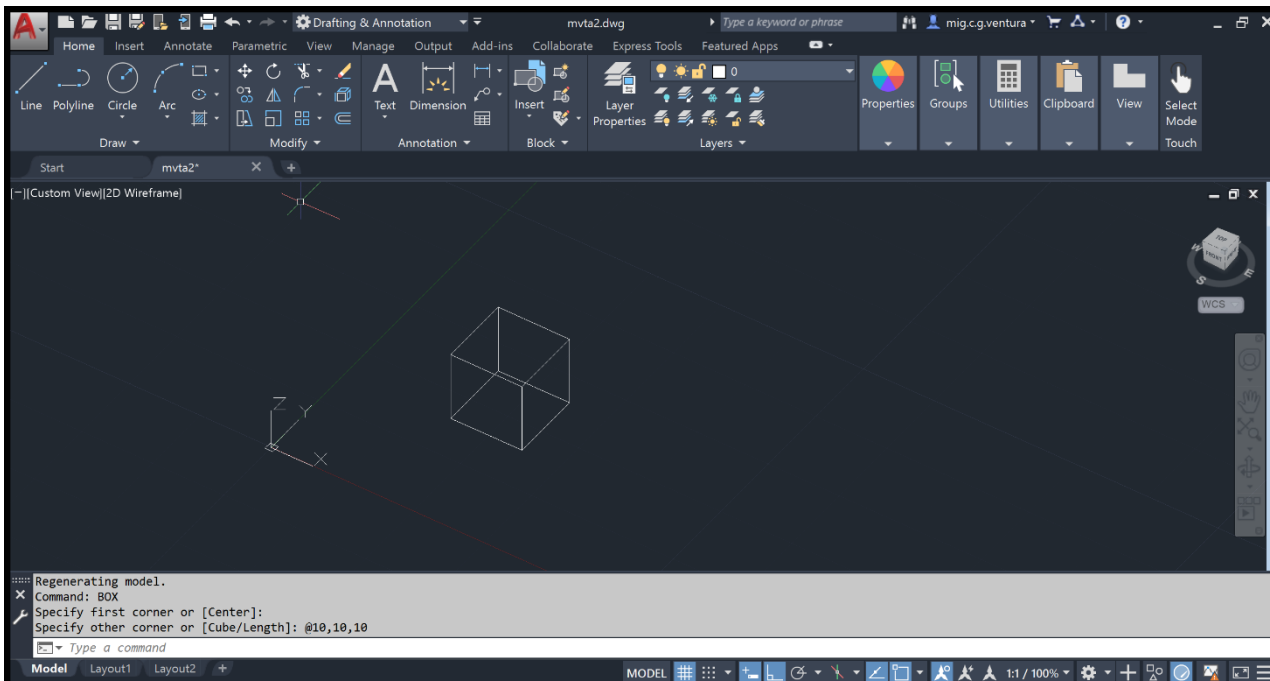 Drafting & Annotation mvta2.dwg Type a keyword or phrase mig.c.g.ventura
Home Insert Annotate Parametric View Manage Output Add-ins Collaborate Express Tools Featured Apps
0
Line Polyline Circle Arc Text Dimension Insert Layer Properties Properties Groups Utilities Clipboard View Select Mode
Draw Modify Annotation Block Layers Touch
Start mvta2* +
[−][Custom View][2D Wireframe]
TOP
FRONT
W
E
S
WCS
Z
Y
X
Regenerating model.
Command: BOX
Specify first corner or [Center]:
Specify other corner or [Cube/Length]: @10,10,10
Type a command
Model Layout1 Layout2 + MODEL 1:1 / 100%